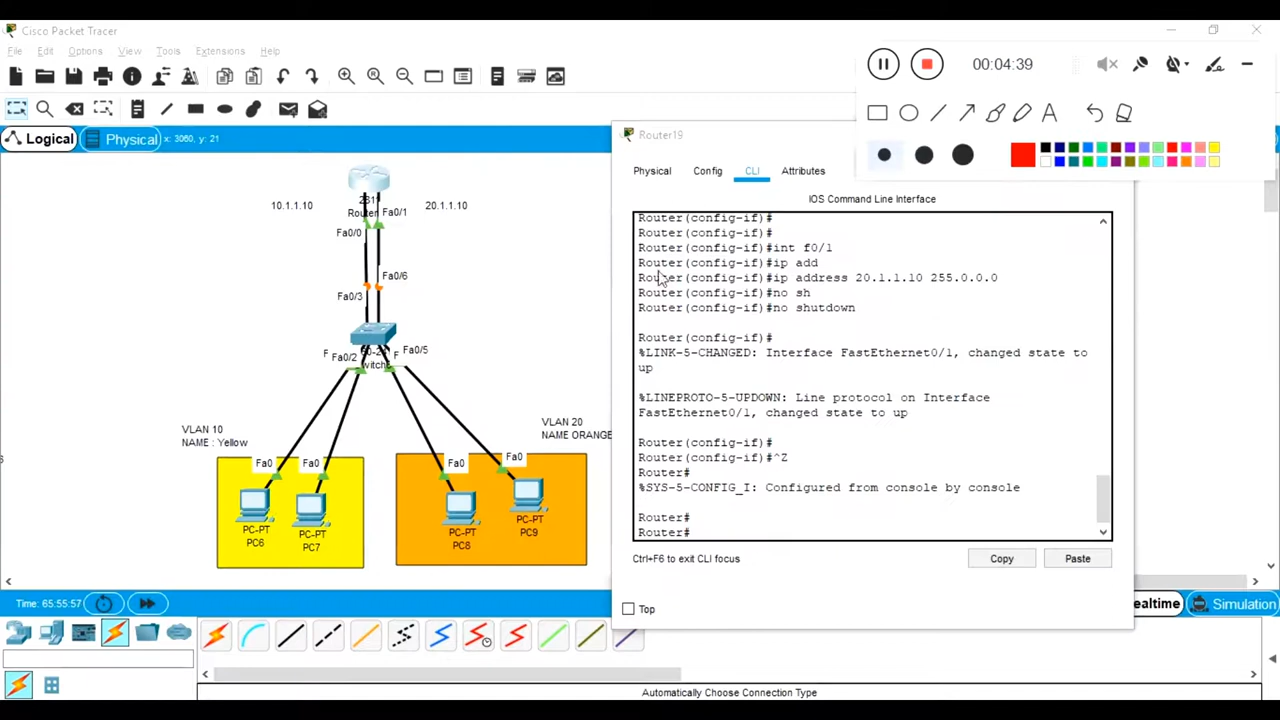 Cisco Packet Tracer
File Edit Options View Tools Extensions Help
00:04:39
A
Logical
Physical
x: 3060, y: 21
Router19
Physical Config CLI Attributes
IOS Command Line Interface
Router(config-if)#
Router(config-if)#
Router(config-if)#int f0/1
Router(config-if)#ip add
Router(config-if)#ip address 20.1.1.10 255.0.0.0
Router(config-if)#no sh
Router(config-if)#no shutdown
Router(config-if)#
%LINK-5-CHANGED: Interface FastEthernet0/1, changed state to
up
%LINEPROTO-5-UPDOWN: Line protocol on Interface
FastEthernet0/1, changed state to up
Router(config-if)#
Router(config-if)#^Z
Router#
%SYS-5-CONFIG_I: Configured from console by console
Router#
Router#
Ctrl+F6 to exit CLI focus
Copy
Paste
Top
10.1.1.10
20.1.1.10
Fa0/1
Fa0/0
Fa0/6
Fa0/3
F Fa0/2
F Fa0/5
VLAN 10
NAME : Yellow
VLAN 20
NAME ORANGE
Fa0
Fa0
Fa0
Fa0
PC-PT
PC6
PC-PT
PC7
PC-PT
PC8
PC-PT
PC9
Time: 65:55:57
ealtime
Simulation
Automatically Choose Connection Type